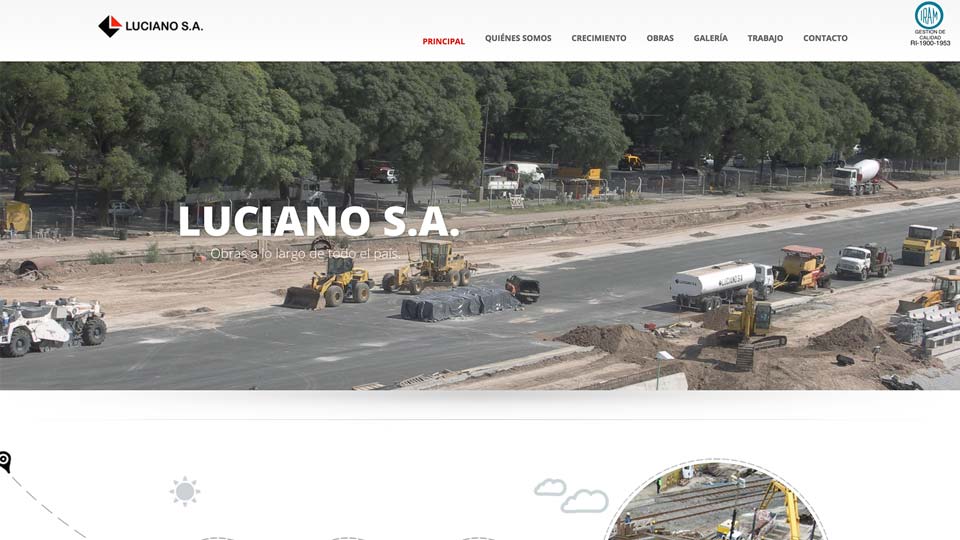 LUCIANO S.A.
PRINCIPAL
QUIÉNES SOMOS
CRECIMIENTO
OBRAS
GALERÍA
TRABAJO
CONTACTO
IRAM
GESTION DE
CALIDAD
RI-1900-1953
LUCIANO S.A.
Obras a lo largo de todo el país.
LUCIANO S.A.